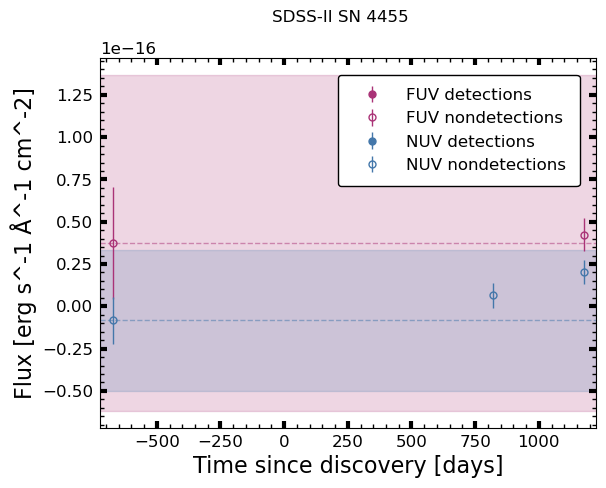 SDSS-II SN 4455
1e−16
1.25
1.00
0.75
0.50
0.25
0.00
−0.25
−0.50
Flux [erg s^-1 Å^-1 cm^-2]
FUV detections
FUV nondetections
NUV detections
NUV nondetections
−500 −250 0 250 500 750 1000
Time since discovery [days]